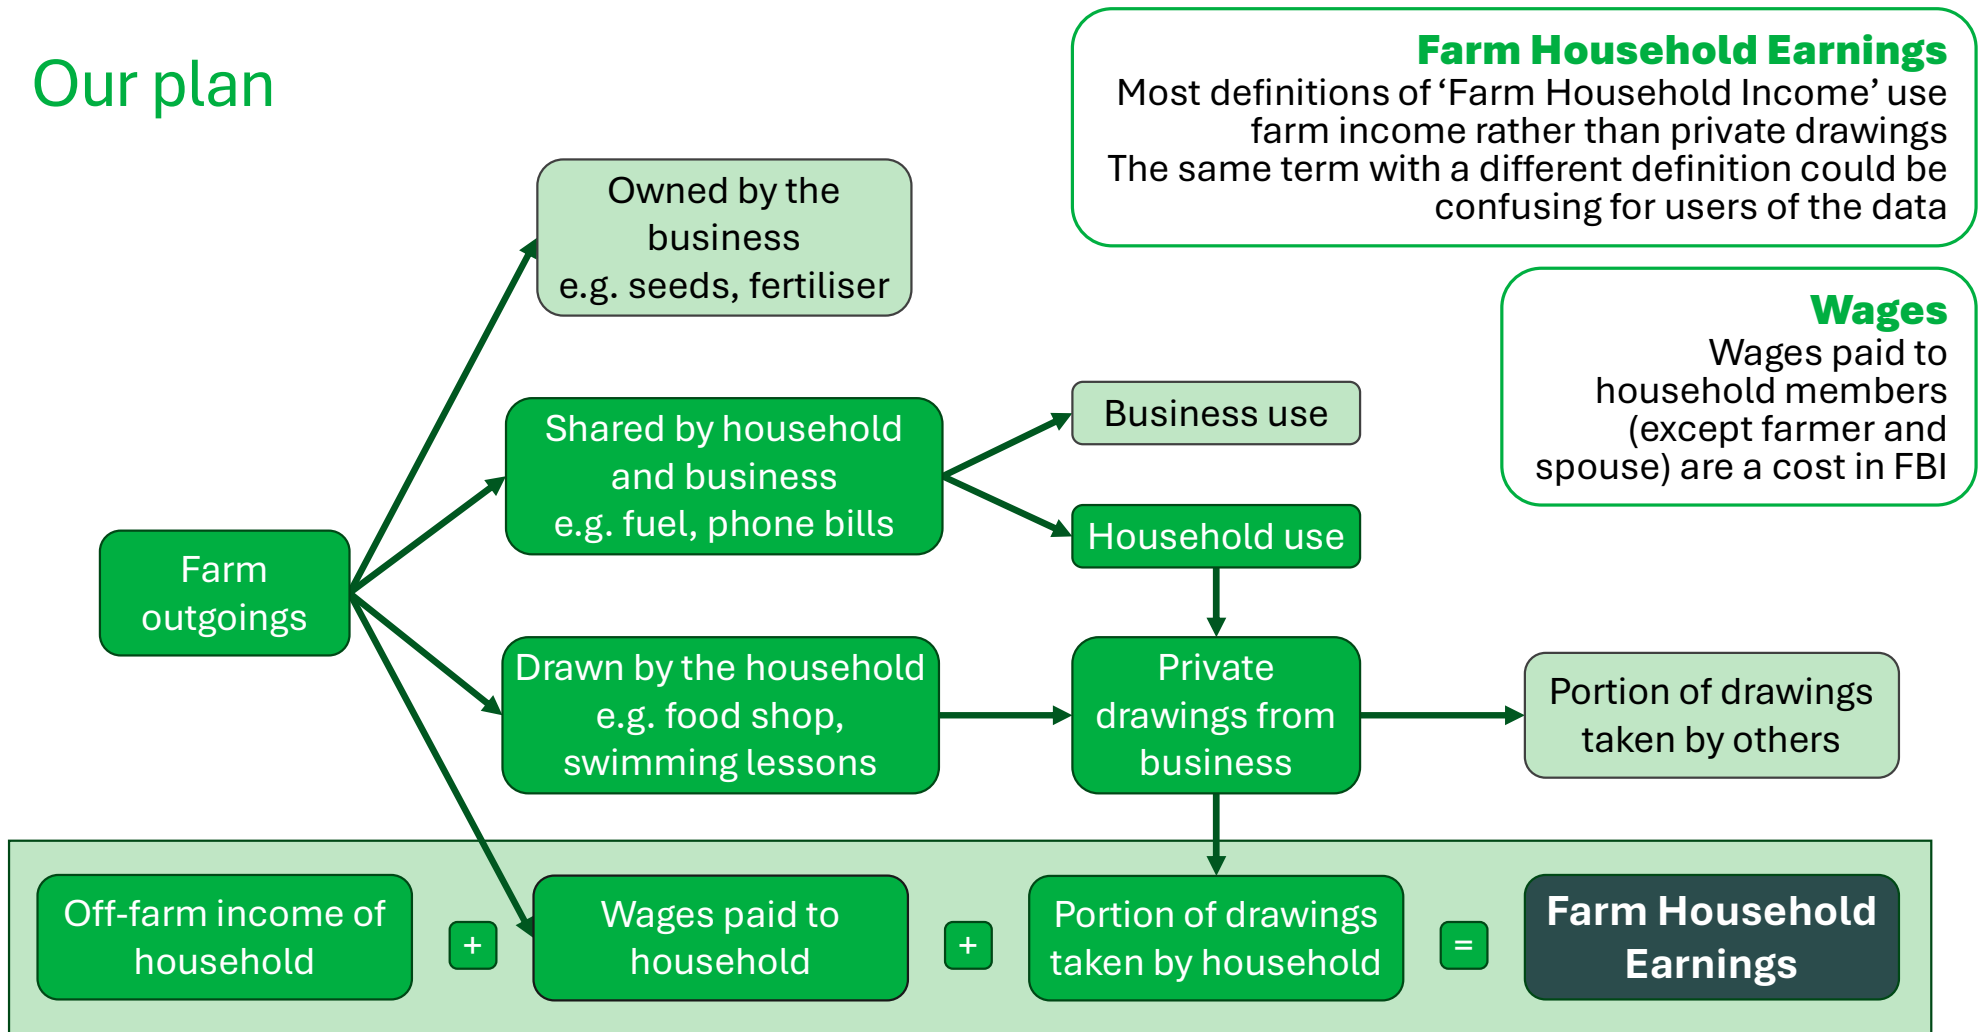 Our plan
Farm Household Earnings
Most definitions of ‘Farm Household Income’ use
farm income rather than private drawings
The same term with a different definition could be
confusing for users of the data
Wages
Wages paid to
household members
(except farmer and
spouse) are a cost in FBI
Owned by the
business
e.g. seeds, fertiliser
Shared by household
and business
e.g. fuel, phone bills
Business use
Household use
Farm
outgoings
Drawn by the household
e.g. food shop,
swimming lessons
Private
drawings from
business
Portion of drawings
taken by others
Off-farm income of
household
+
Wages paid to
household
+
Portion of drawings
taken by household
=
Farm Household
Earnings